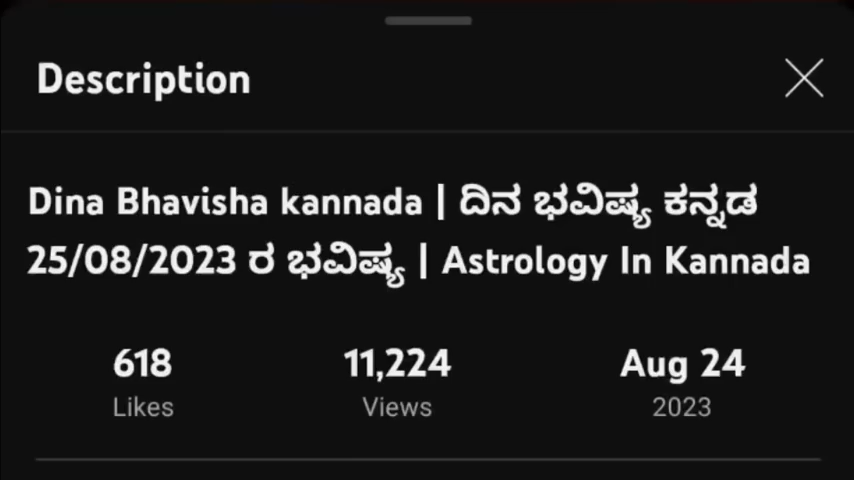 Description
Dina Bhavisha kannada | ದಿನ ಭವಿಷ್ಯ ಕನ್ನಡ
25/08/2023 ರ ಭವಿಷ್ಯ | Astrology In Kannada
618 11,224 Aug 24
Likes Views 2023